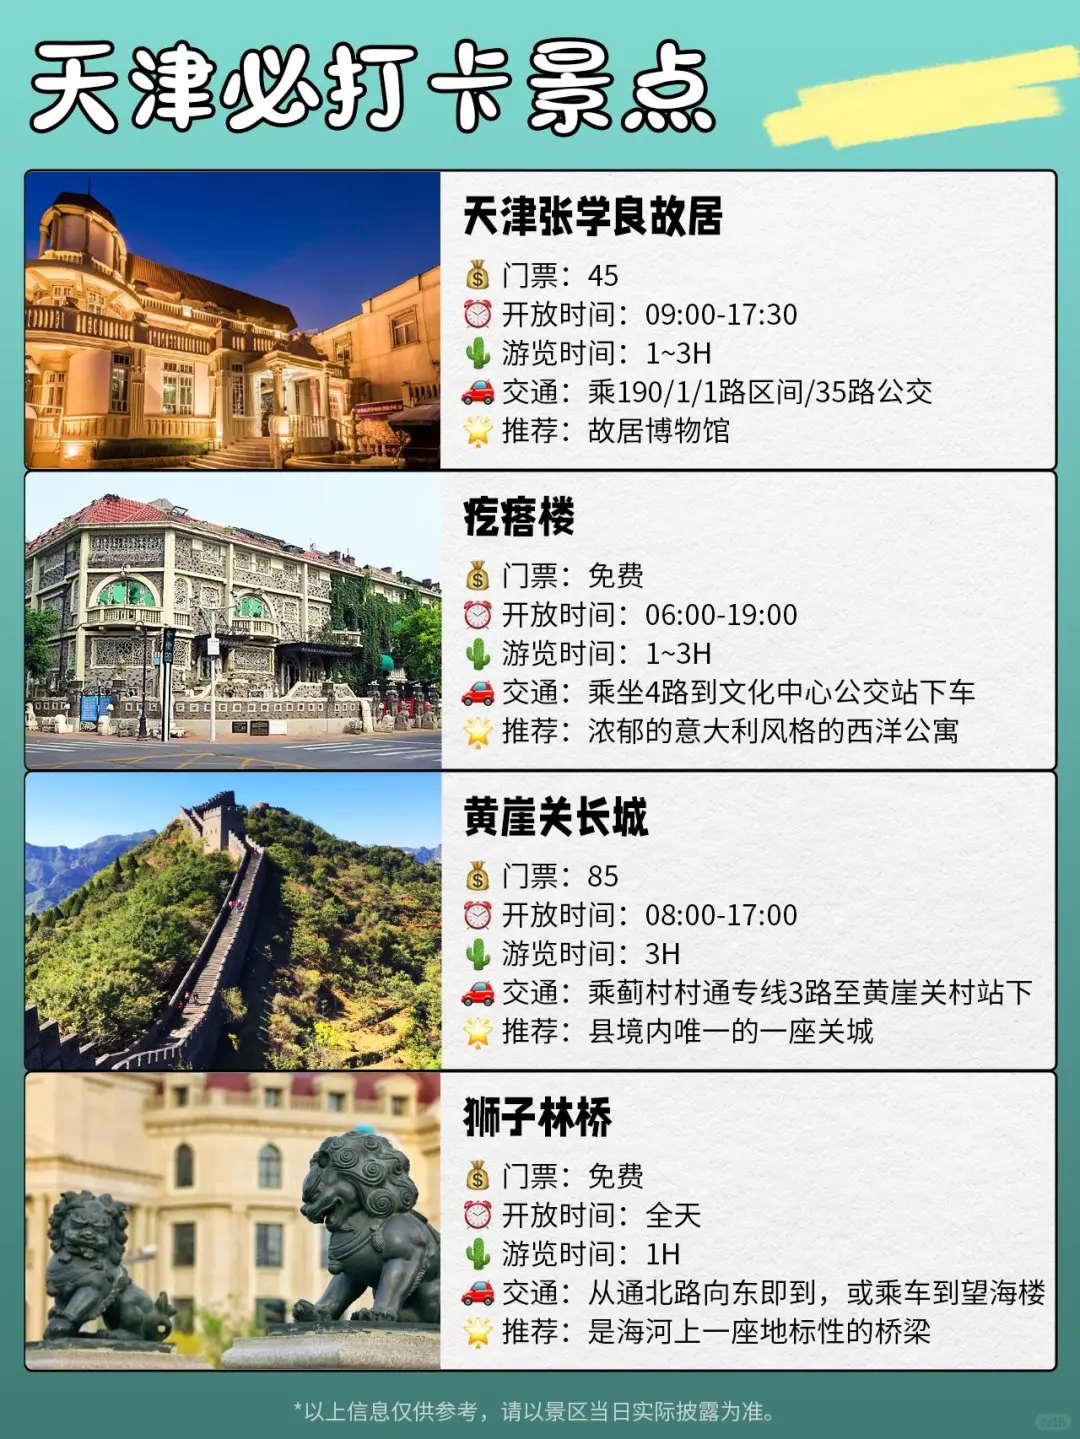 天津必打卡景点
天津张学良故居
门票：45
开放时间：09:00-17:30
游览时间：1~3H
交通：乘190/1/1路区间/35路公交
推荐：故居博物馆
疙瘩楼
门票：免费
开放时间：06:00-19:00
游览时间：1~3H
交通：乘坐4路到文化中心公交站下车
推荐：浓郁的意大利风格的西洋公寓
黄崖关长城
门票：85
开放时间：08:00-17:00
游览时间：3H
交通：乘蓟村村通专线3路至黄崖关村站下
推荐：县境内唯一的一座关城
狮子林桥
门票：免费
开放时间：全天
游览时间：1H
交通：从通北路向东即到，或乘车到望海楼
推荐：是海河上一座地标性的桥梁
*以上信息仅供参考，请以景区当日实际披露为准。